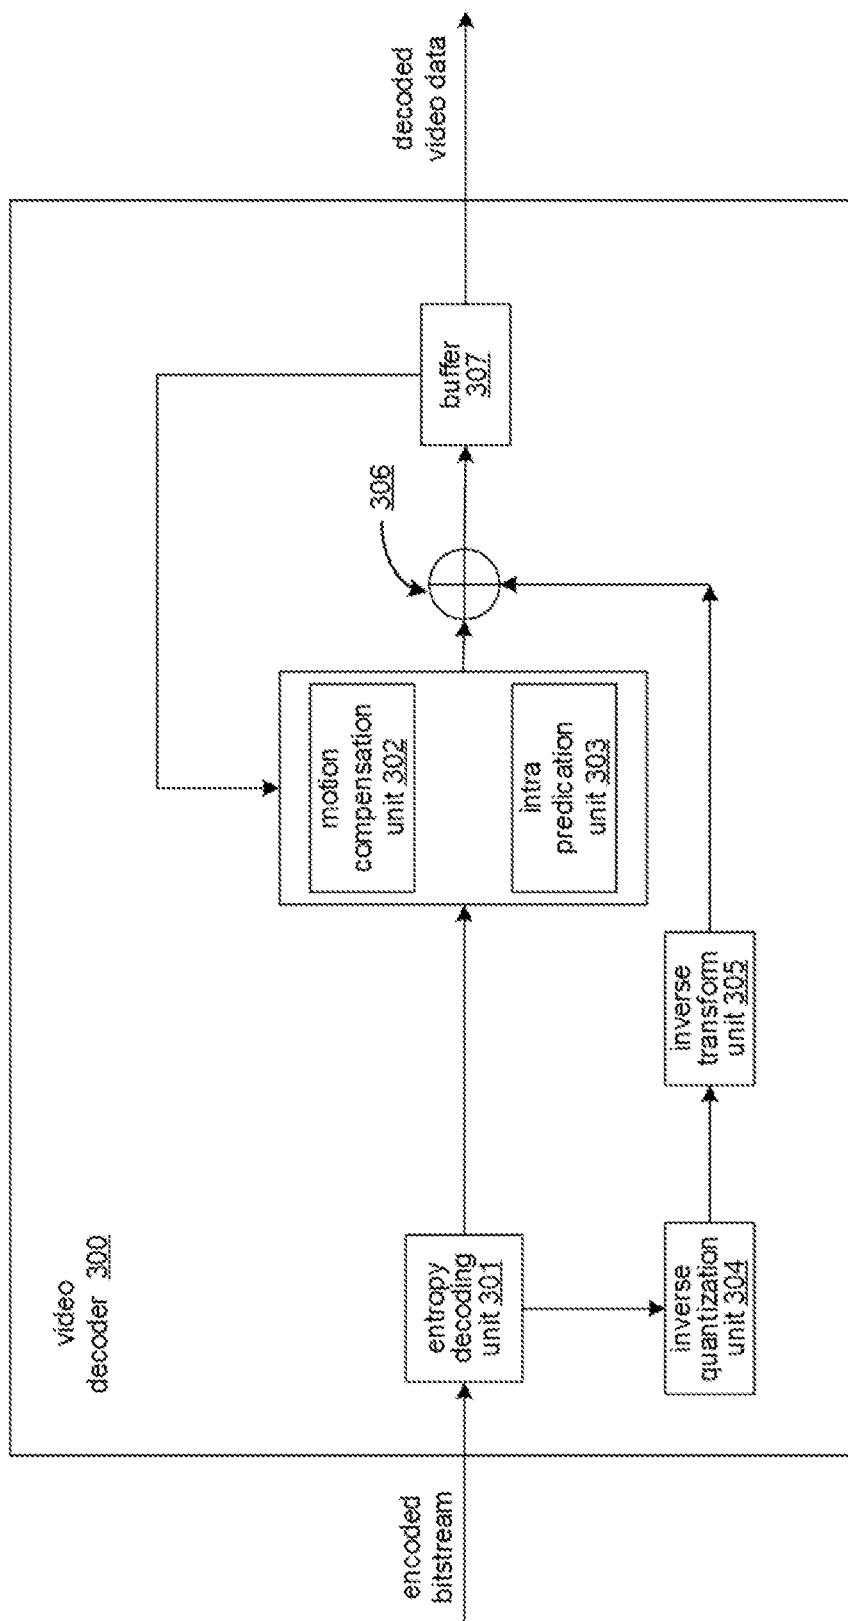 video
decoder 300
encoded
bitstream
entropy
decoding
unit 301
inverse
quantization
unit 304
inverse
transform
unit 305
motion
compensation
unit 302
intra
predication
unit 303
306
buffer
307
decoded
video data